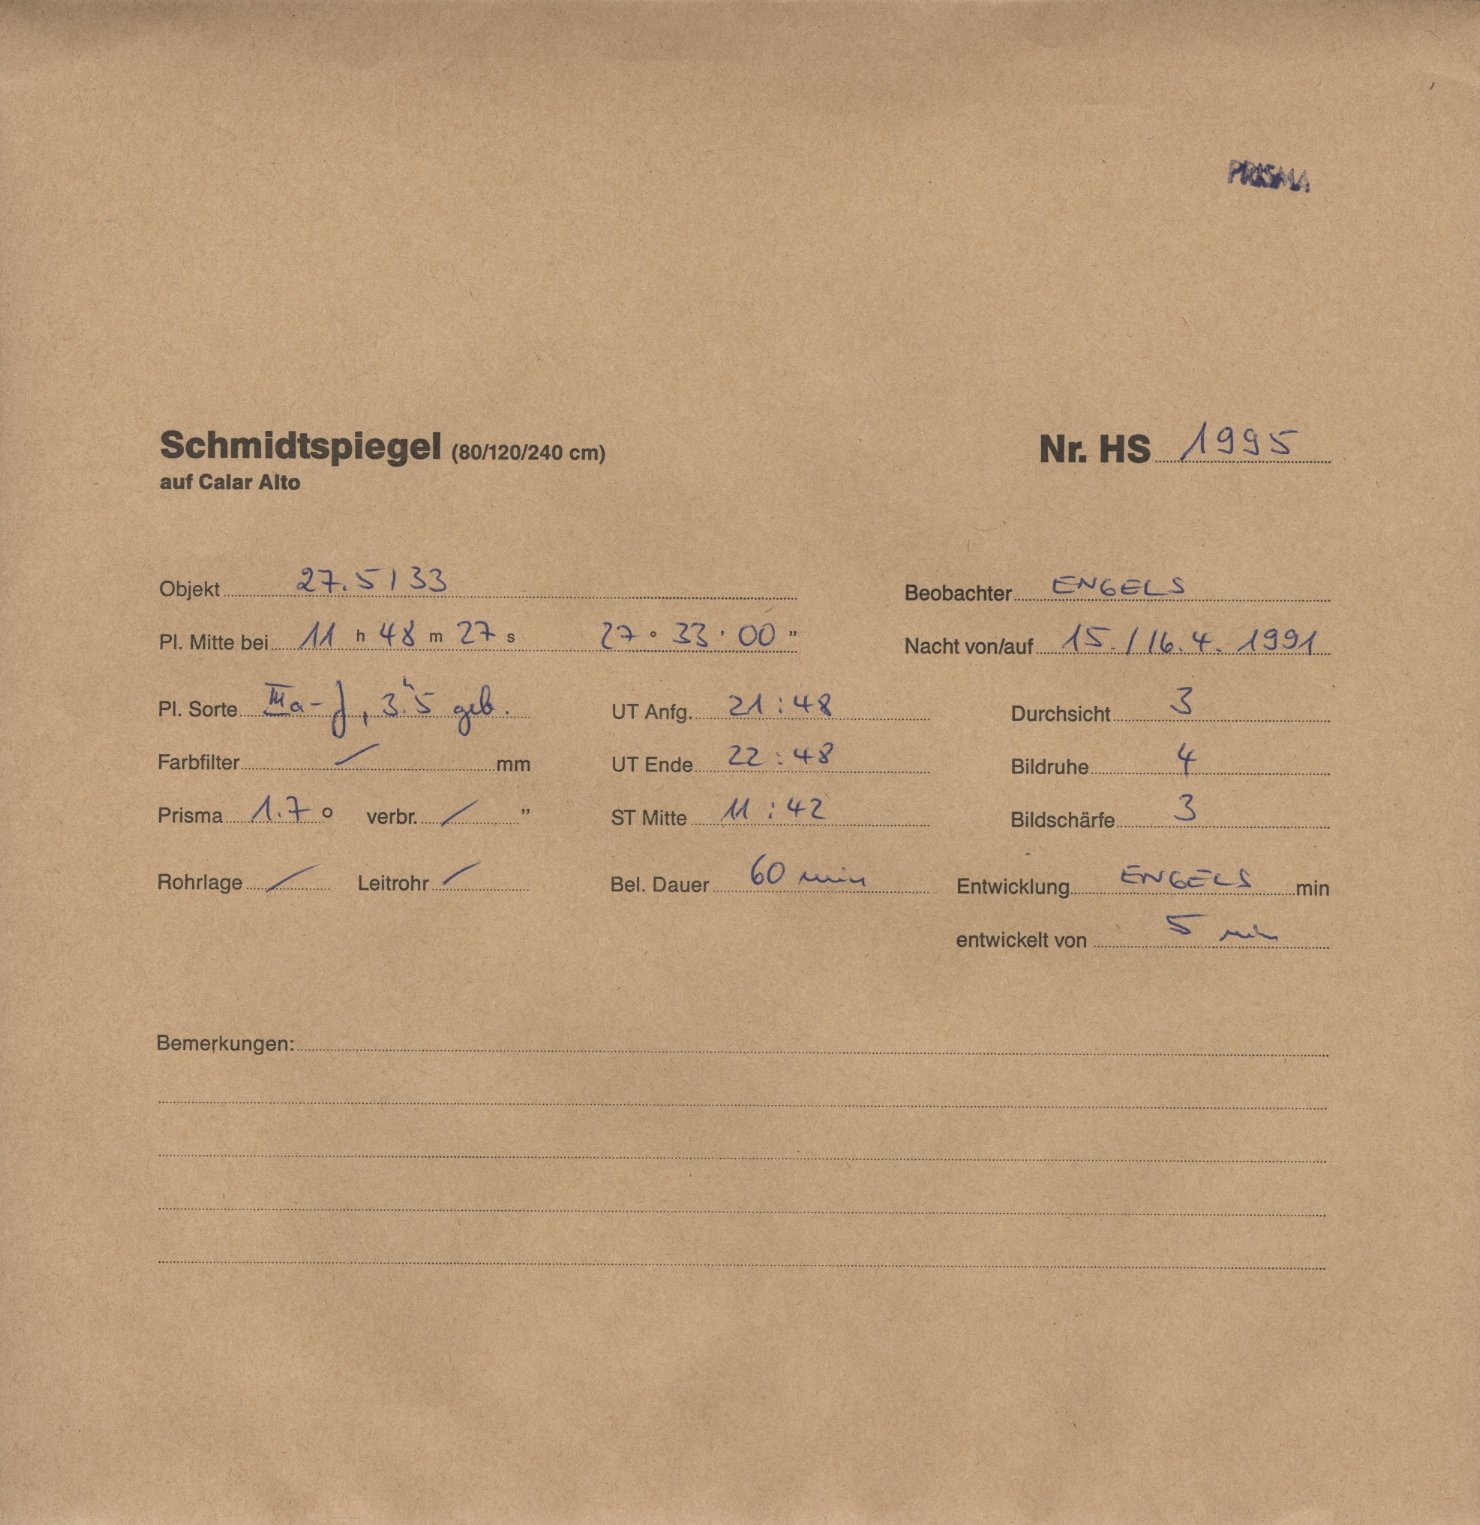 PRISMA
Schmidtspiegel (80/120/240 cm) Nr. HS 1995
auf Calar Alto
Objekt 27.5133 Beobachter ENGELS
Pl. Mitte bei 11 h 48 m 27 s 27 ° 33 ' 00 " Nacht von/auf 15./16.4.1991
Pl. Sorte IIIa-J, 3ʰ.5 geb. UT Anfg. 21:48 Durchsicht 3
Farbfilter / mm UT Ende 22:48 Bildruhe 4
Prisma 1.7 ° verbr. / " ST Mitte 11:42 Bildschärfe 3
Rohrlage / Leitrohr / Bel. Dauer 60 min Entwicklung ENGELS min
entwickelt von 5 min
Bemerkungen: